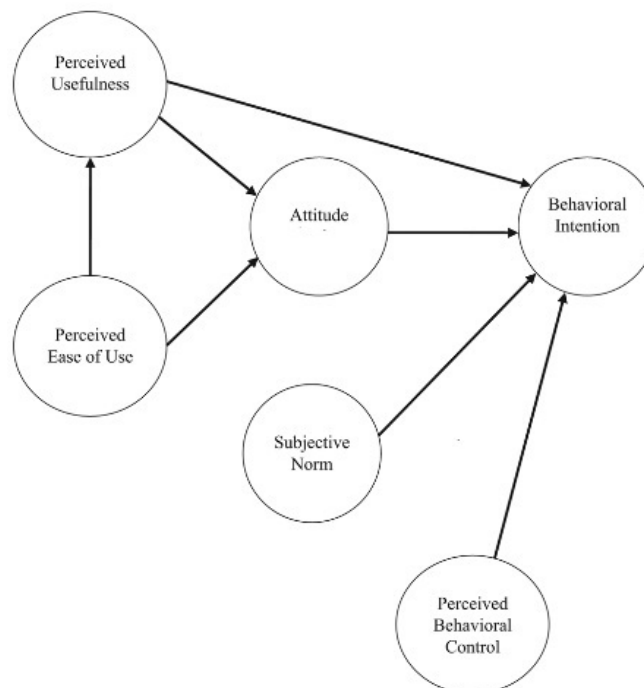 Perceived
Usefulness
Attitude
Behavioral
Intention
Perceived
Ease of Use
Subjective
Norm
Perceived
Behavioral
Control